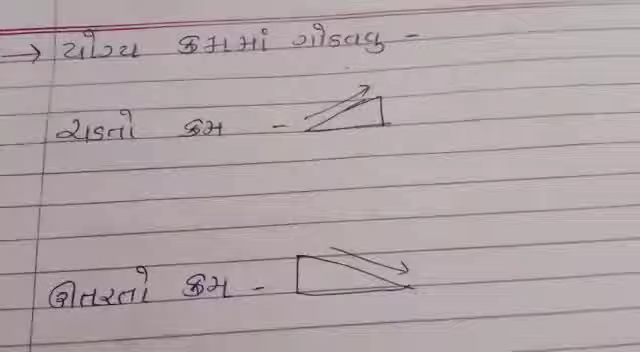 → યોગ્ય ક્રમમાં ગોઠવવુ -
ચડતો ક્રમ -
ઊતરતો ક્રમ -